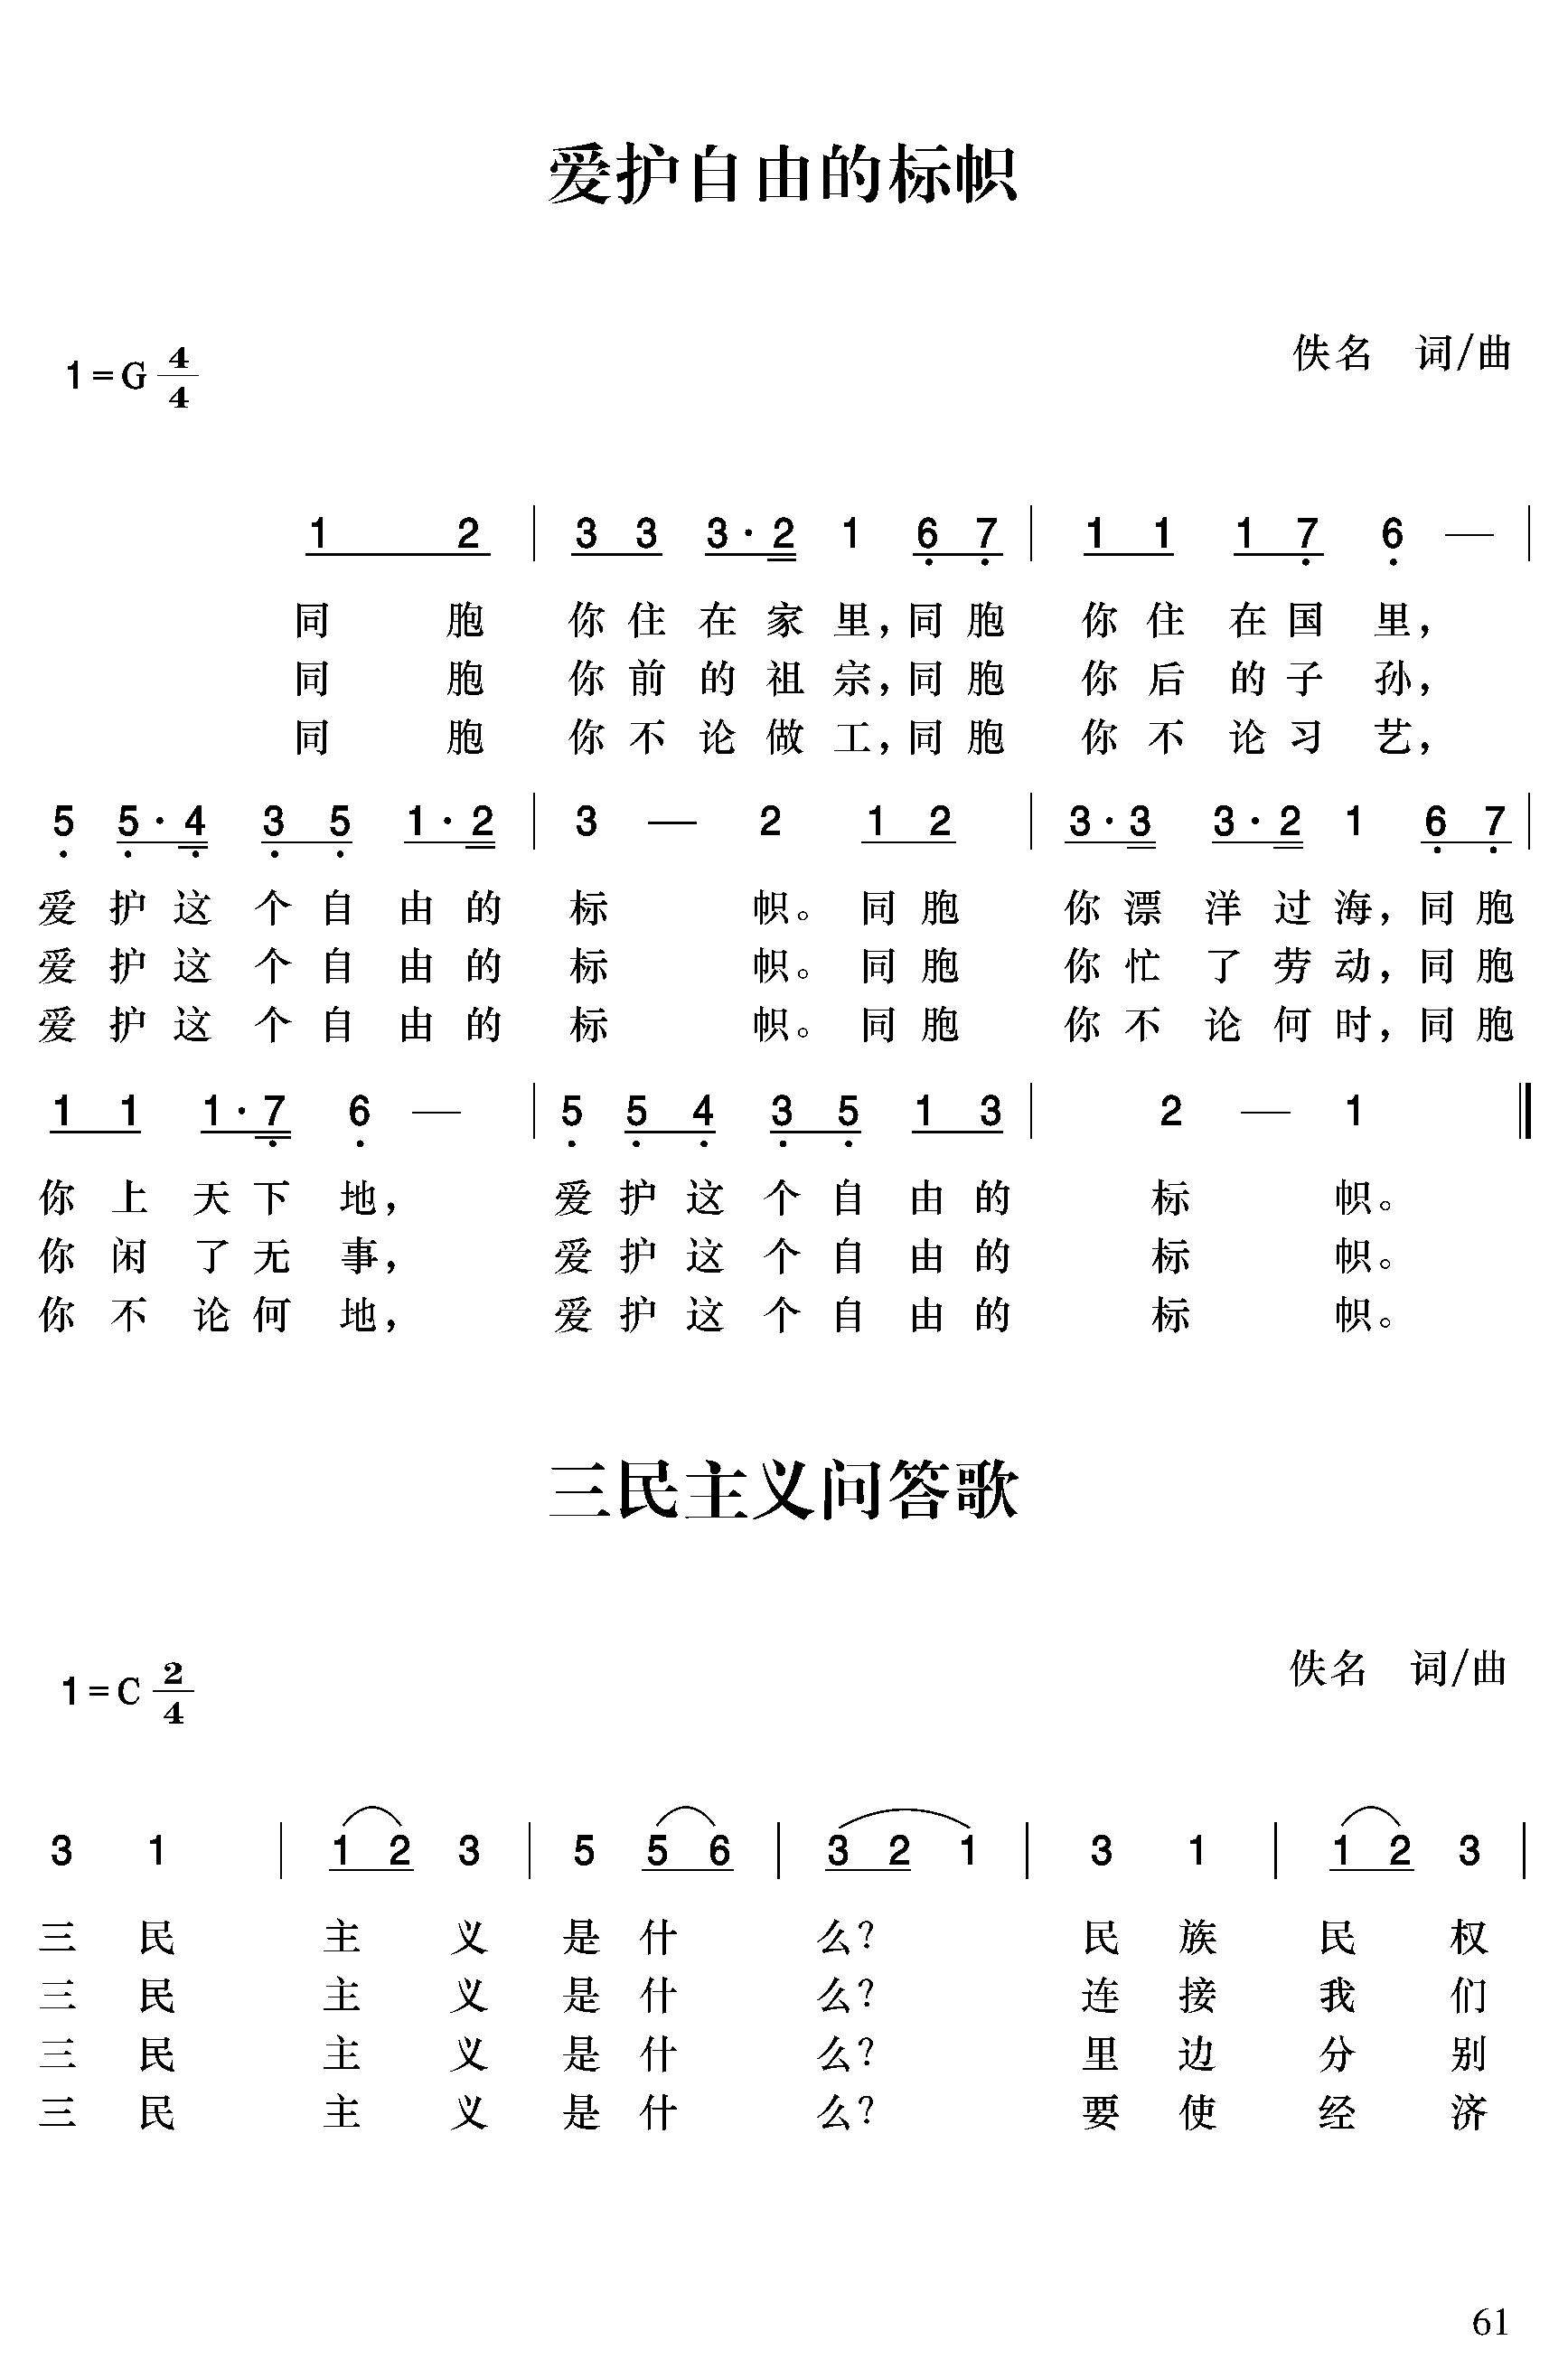 爱护自由的标帜
佚名 词/曲
1=G 4/4
1 2 | 3 3 3·2 1 6 7 | 1 1 1 7 6 — |
同 胞 你 住 在 家 里,同 胞 你 住 在 国 里,
同 胞 你 前 的 祖 宗,同 胞 你 后 的 子 孙,
同 胞 你 不 论 做 工,同 胞 你 不 论 习 艺,
5 5·4 3 5 1·2 | 3 — 2 1 2 | 3·3 3·2 1 6 7 |
爱 护 这 个 自 由 的 标 帜。同 胞 你 漂 洋 过 海,同 胞
爱 护 这 个 自 由 的 标 帜。同 胞 你 忙 了 劳 动,同 胞
爱 护 这 个 自 由 的 标 帜。同 胞 你 不 论 何 时,同 胞
1 1 1·7 6 — | 5 5 4 3 5 1 3 | 2 — 1 ‖
你 上 天 下 地, 爱 护 这 个 自 由 的 标 帜。
你 闲 了 无 事, 爱 护 这 个 自 由 的 标 帜。
你 不 论 何 地, 爱 护 这 个 自 由 的 标 帜。
三民主义问答歌
佚名 词/曲
1=C 2/4
3 1 | 1 2 3 | 5 5 6 | 3 2 1 | 3 1 | 1 2 3 |
三 民 主 义 是 什 么? 民 族 民 权
三 民 主 义 是 什 么? 连 接 我 们
三 民 主 义 是 什 么? 里 边 分 别
三 民 主 义 是 什 么? 要 使 经 济
61